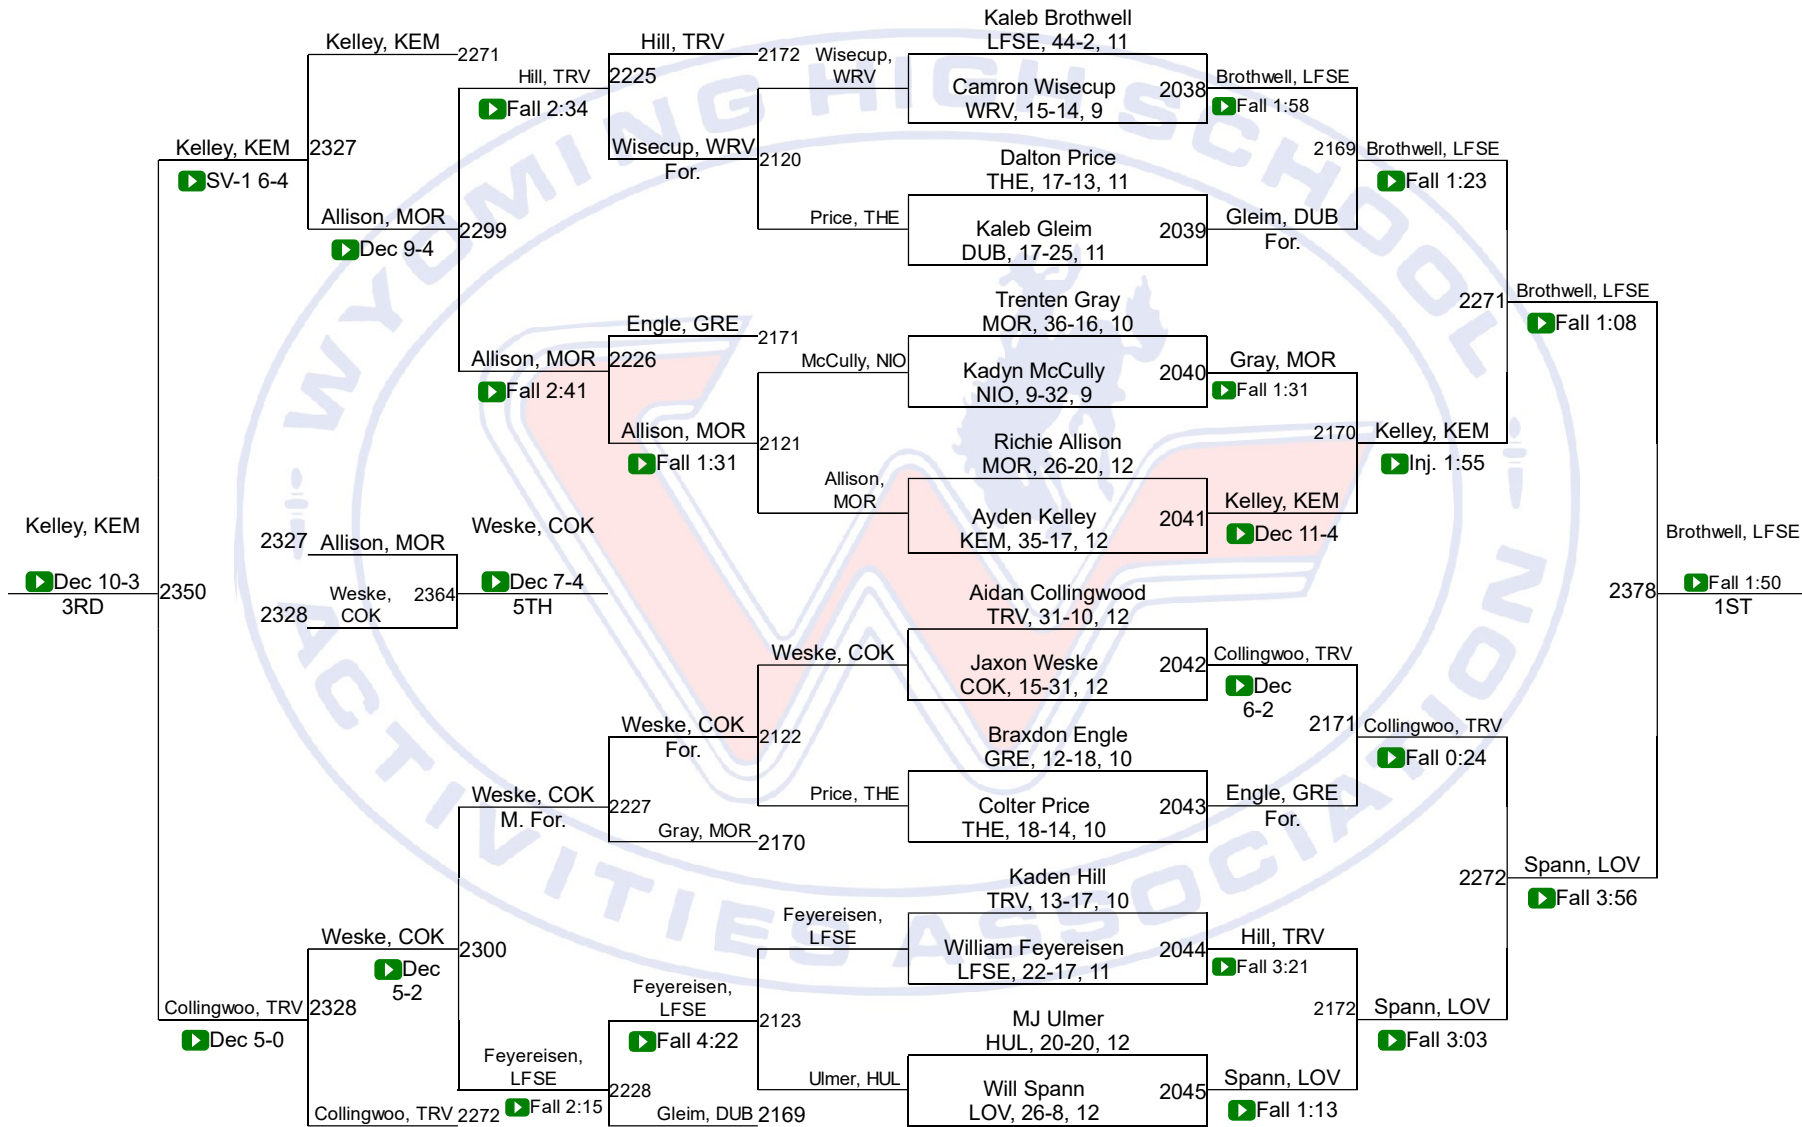 Kelley, KEM
2271
Hill, TRV
2172
Wisecup,
WRV
Kaleb Brothwell
LFSE, 44-2, 11
Hill, TRV
Fall 2:34
2225
Camron Wisecup
WRV, 15-14, 9
2038
Brothwell, LFSE
Fall 1:58
Kelley, KEM
SV-1 6-4
2327
Wisecup, WRV
For.
2120
Dalton Price
THE, 17-13, 11
2169
Brothwell, LFSE
Fall 1:23
Allison, MOR
Dec 9-4
2299
Price, THE
Kaleb Gleim
DUB, 17-25, 11
2039
Gleim, DUB
For.
Trenten Gray
MOR, 36-16, 10
2271
Brothwell, LFSE
Fall 1:08
Engle, GRE
2171
Allison, MOR
Fall 2:41
2226
McCully, NIO
Kadyn McCully
NIO, 9-32, 9
2040
Gray, MOR
Fall 1:31
Allison, MOR
Fall 1:31
2121
Richie Allison
MOR, 26-20, 12
2170
Kelley, KEM
Inj. 1:55
Allison,
MOR
Ayden Kelley
KEM, 35-17, 12
2041
Kelley, KEM
Dec 11-4
Kelley, KEM
Dec 10-3
3RD
2350
2327
Allison, MOR
2328
Weske,
COK
2364
Weske, COK
Dec 7-4
5TH
Brothwell, LFSE
2378
Fall 1:50
1ST
Aidan Collingwood
TRV, 31-10, 12
Weske, COK
Jaxon Weske
COK, 15-31, 12
2042
Collingwoo, TRV
Dec
6-2
Weske, COK
For.
2122
Braxdon Engle
GRE, 12-18, 10
2171
Collingwoo, TRV
Fall 0:24
Weske, COK
M. For.
2227
Price, THE
Colter Price
THE, 18-14, 10
2043
Engle, GRE
For.
Gray, MOR
2170
Kaden Hill
TRV, 13-17, 10
2272
Spann, LOV
Fall 3:56
Weske, COK
Dec
5-2
2300
Feyereisen,
LFSE
William Feyereisen
LFSE, 22-17, 11
2044
Hill, TRV
Fall 3:21
Collingwoo, TRV
Dec 5-0
2328
Feyereisen,
LFSE
Fall 4:22
2123
MJ Ulmer
HUL, 20-20, 12
2172
Spann, LOV
Fall 3:03
Feyereisen,
LFSE
Fall 2:15
2228
Ulmer, HUL
Will Spann
LOV, 26-8, 12
2045
Spann, LOV
Fall 1:13
Collingwoo, TRV
2272
Gleim, DUB
2169
WYOMING HIGH SCHOOL
ACTIVITIES ASSOCIATION